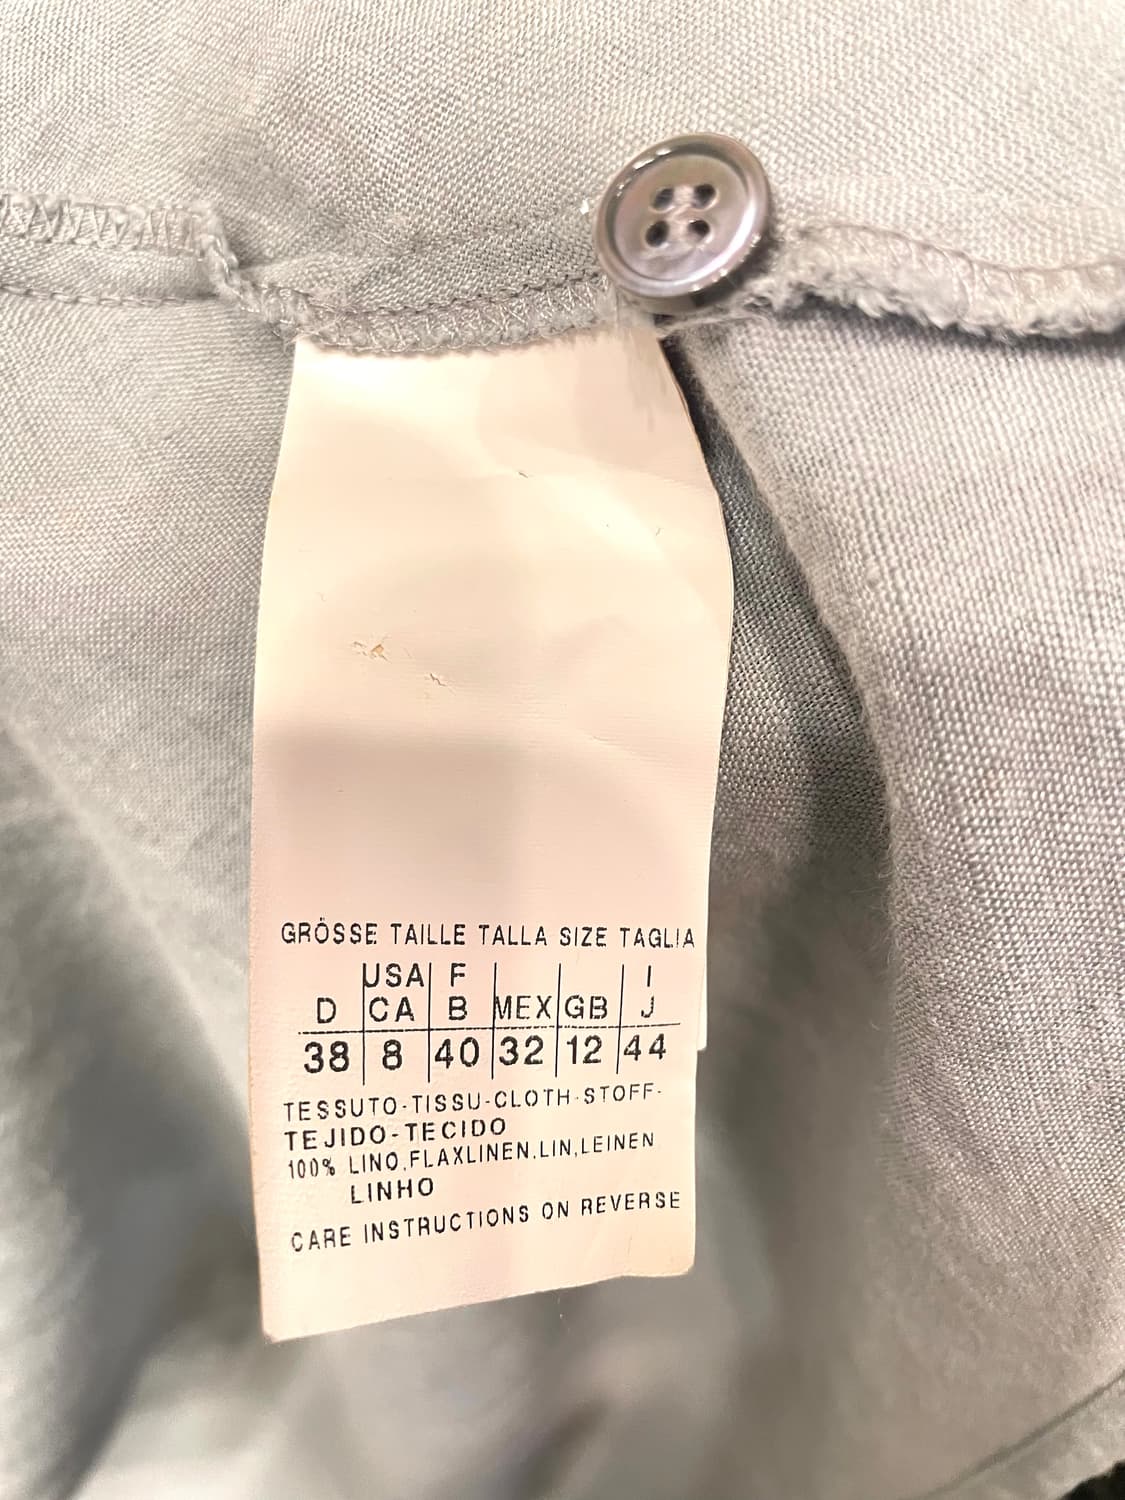 GRÖSSE TAILLE TALLA SIZE TAGLIA
USA F I
D CA B MEX GB J
38 8 40 32 12 44
TESSUTO-TISSU-CLOTH-STOFF-
TEJIDO-TECIDO
100% LINO,FLAXLINEN,LIN,LEINEN
LINHO
CARE INSTRUCTIONS ON REVERSE